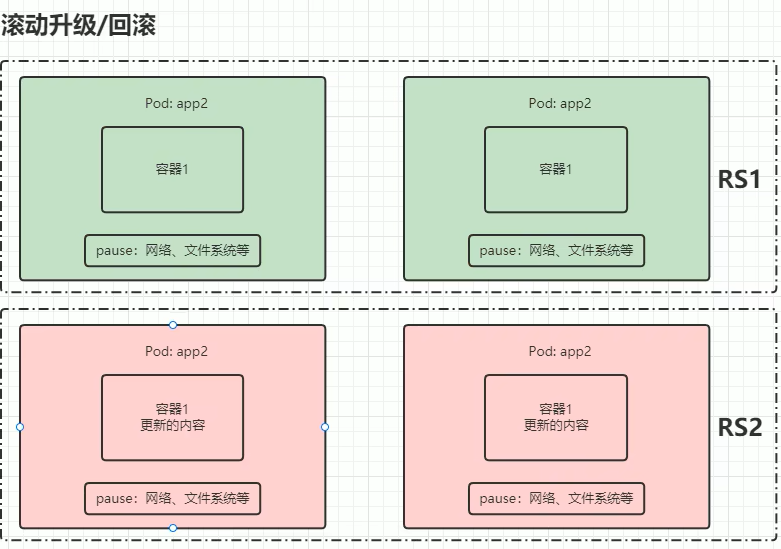 滚动升级/回滚
Pod: app2
Pod: app2
容器1
容器1
RS1
pause：网络、文件系统等
pause：网络、文件系统等
Pod: app2
Pod: app2
容器1
更新的内容
容器1
更新的内容
RS2
pause：网络、文件系统等
pause：网络、文件系统等